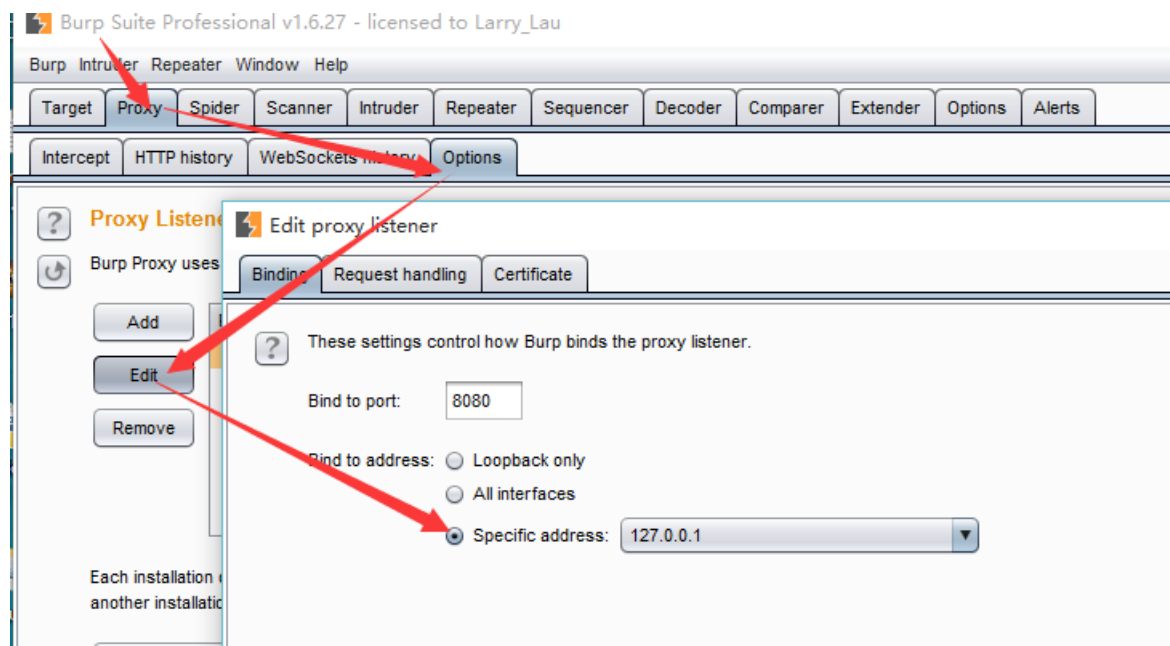 Burp Suite Professional v1.6.27 - licensed to Larry_Lau
Burp Intruder Repeater Window Help
Target Proxy Spider Scanner Intruder Repeater Sequencer Decoder Comparer Extender Options Alerts
Intercept HTTP history WebSockets history Options
? Proxy Listene
Edit proxy listener
Burp Proxy uses
Binding Request handling Certificate
Add
? These settings control how Burp binds the proxy listener.
Edit
Bind to port: 8080
Remove
Bind to address: Loopback only
All interfaces
Specific address: 127.0.0.1
Each installation
another installatio